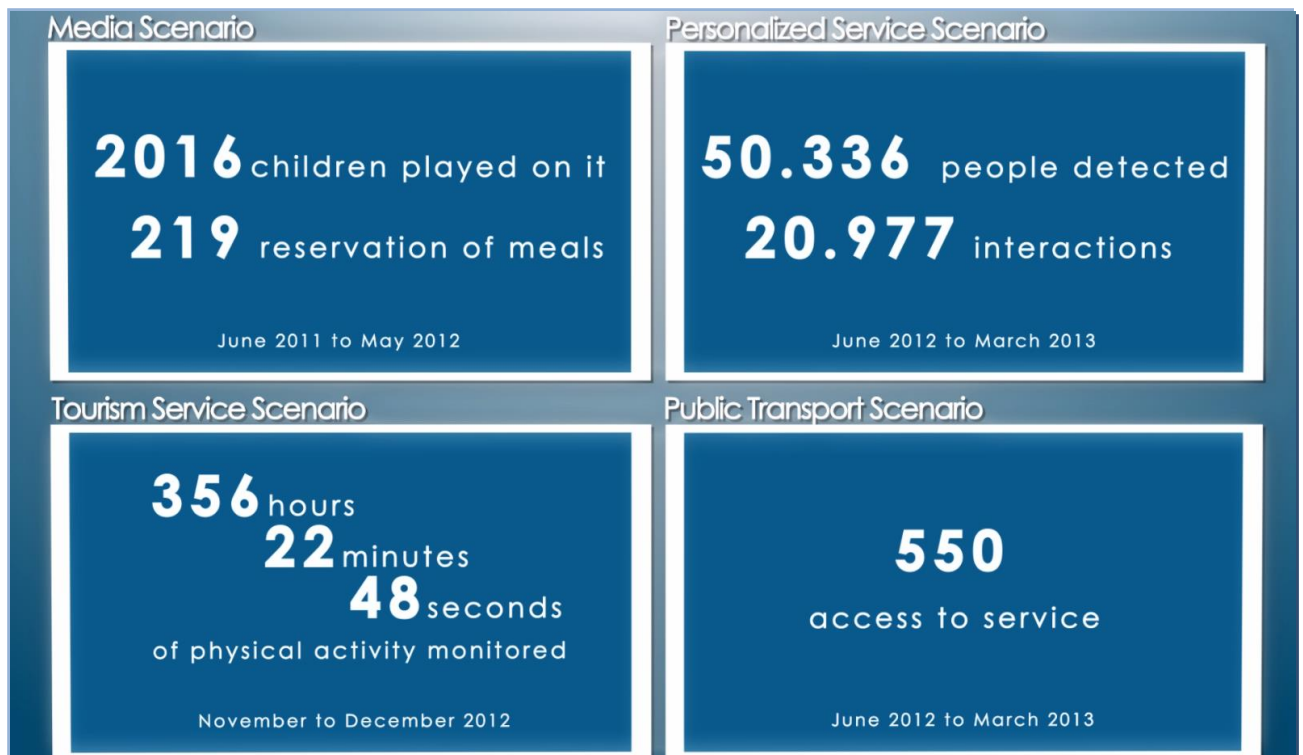 Media Scenario
2016 children played on it
219 reservation of meals
June 2011 to May 2012
Personalized Service Scenario
50.336 people detected
20.977 interactions
June 2012 to March 2013
Tourism Service Scenario
356 hours
22 minutes
48 seconds
of physical activity monitored
November to December 2012
Public Transport Scenario
550
access to service
June 2012 to March 2013